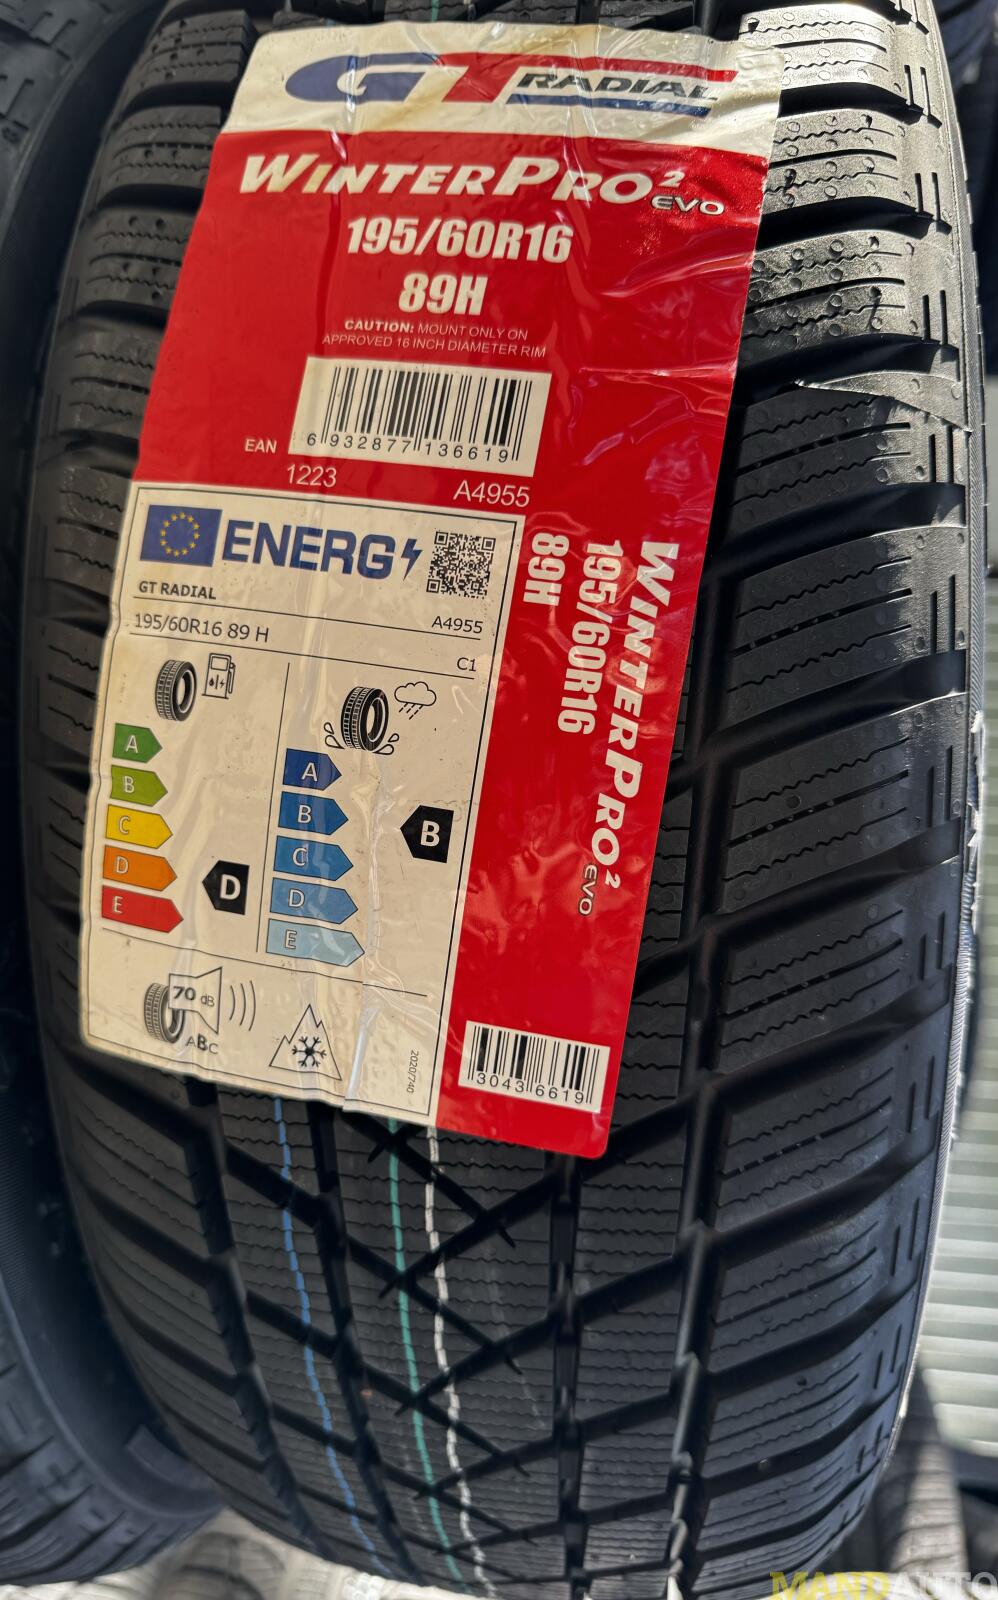 GT RADIAL
WINTERPRO2 EVO
195/60R16
89H
CAUTION: MOUNT ONLY ON
APPROVED 16 INCH DIAMETER RIM
EAN
6 932877 136619
1223 A4955
ENERG
GT RADIAL
195/60R16 89 H A4955
C1
A
B
C
D
E
D
A
B
C
D
E
B
70 dB
ABC
2020/740
WINTERPRO2 EVO
195/60R16
89H
30436619
MANDAUTO